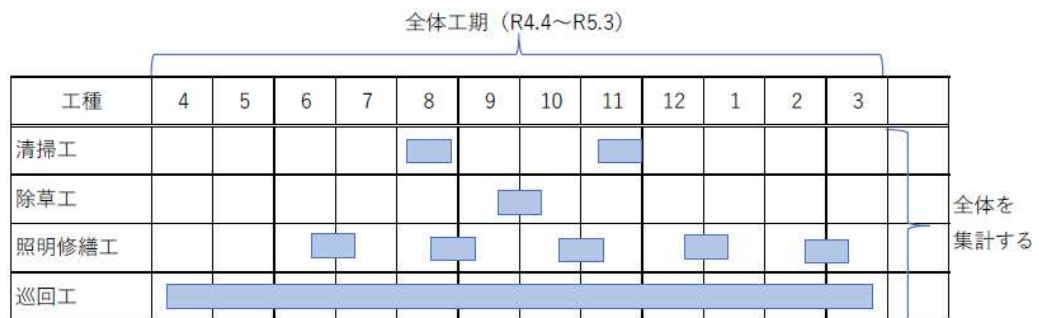 全体工期（R4.4～R5.3）
工種 4 5 6 7 8 9 10 11 12 1 2 3
清掃工
除草工
照明修繕工
巡回工
全体を
集計する